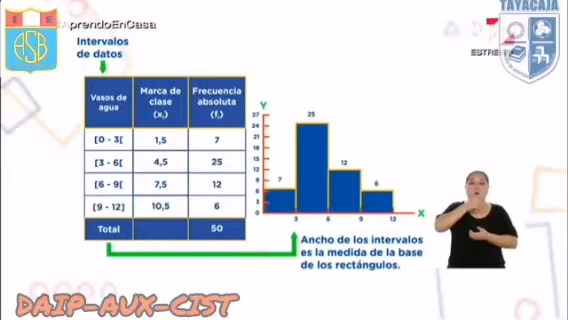 TAYACAJA
#AprendoEnCasa
I E
ASB
ESTRE
Intervalos
de datos
Vasos de
agua
Marca de
clase
(xᵢ)
Frecuencia
absoluta
(fᵢ)
[0 - 3[ 1,5 7
[3 - 6[ 4,5 25
[6 - 9[ 7,5 12
[9 - 12] 10,5 6
Total 50
Y
27
24
21
18
15
12
9
6
3
0
7
25
12
6
3 6 9 12
X
Ancho de los intervalos
es la medida de la base
de los rectángulos.
DAIP-AUX-CIST